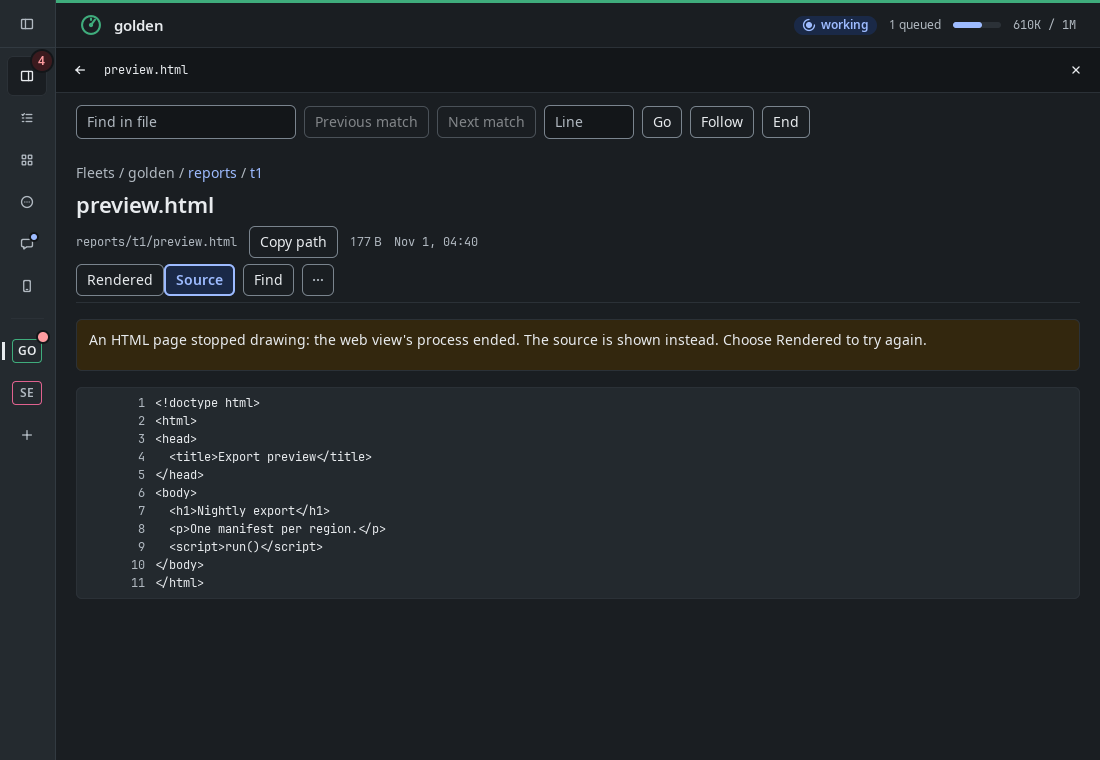 golden
working 1 queued 610K / 1M
4
preview.html
Find in file Previous match Next match Line Go Follow End
Fleets / golden / reports / t1
preview.html
reports/t1/preview.html Copy path 177 B Nov 1, 04:40
Rendered Source Find ...
An HTML page stopped drawing: the web view's process ended. The source is shown instead. Choose Rendered to try again.
GO
SE
1 <!doctype html>
2 <html>
3 <head>
4 <title>Export preview</title>
5 </head>
6 <body>
7 <h1>Nightly export</h1>
8 <p>One manifest per region.</p>
9 <script>run()</script>
10 </body>
11 </html>